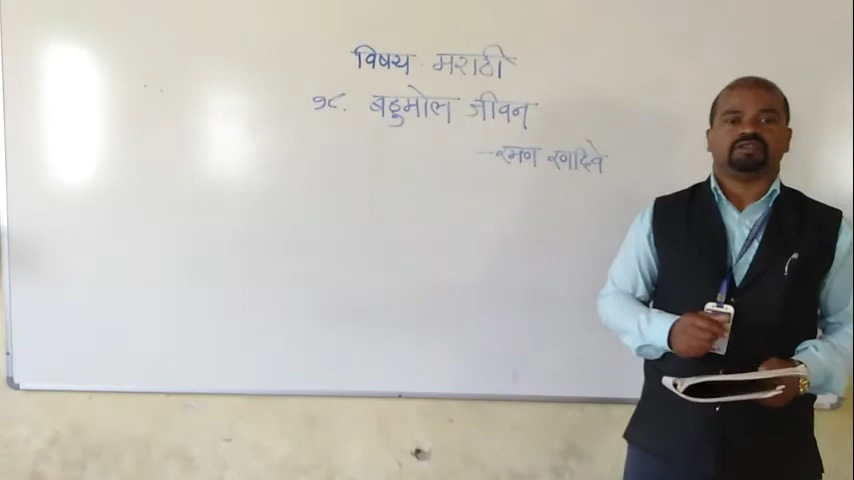 विषय - मराठी
१८. बहुमोल जीवन
- रमण रणदिवे